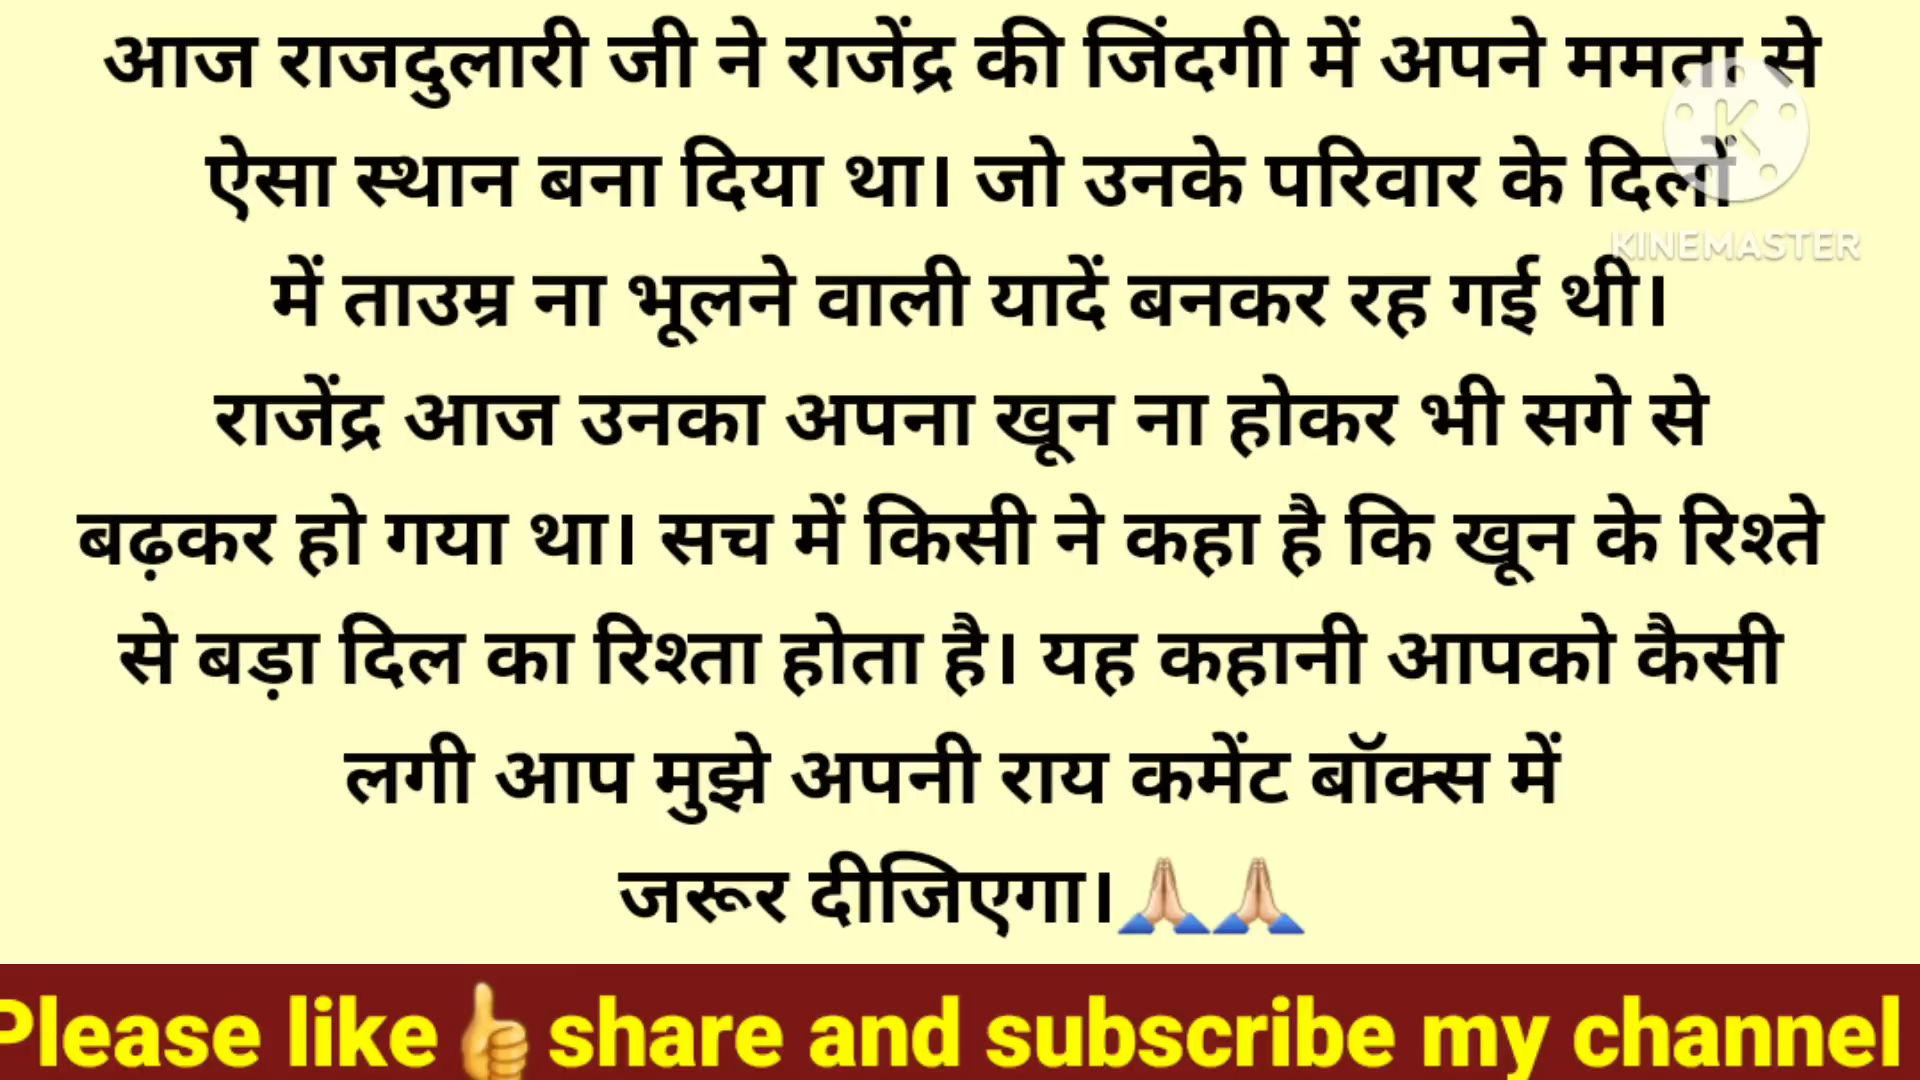 आज राजदुलारी जी ने राजेंद्र की जिंदगी में अपने ममता से
ऐसा स्थान बना दिया था। जो उनके परिवार के दिलों
में ताउम्र ना भूलने वाली यादें बनकर रह गई थी।
राजेंद्र आज उनका अपना खून ना होकर भी सगे से
बढ़कर हो गया था। सच में किसी ने कहा है कि खून के रिश्ते
से बड़ा दिल का रिश्ता होता है। यह कहानी आपको कैसी
लगी आप मुझे अपनी राय कमेंट बॉक्स में
जरूर दीजिएगा।🙏🏻🙏🏻
K
KINEMASTER
Please like👍share and subscribe my channel